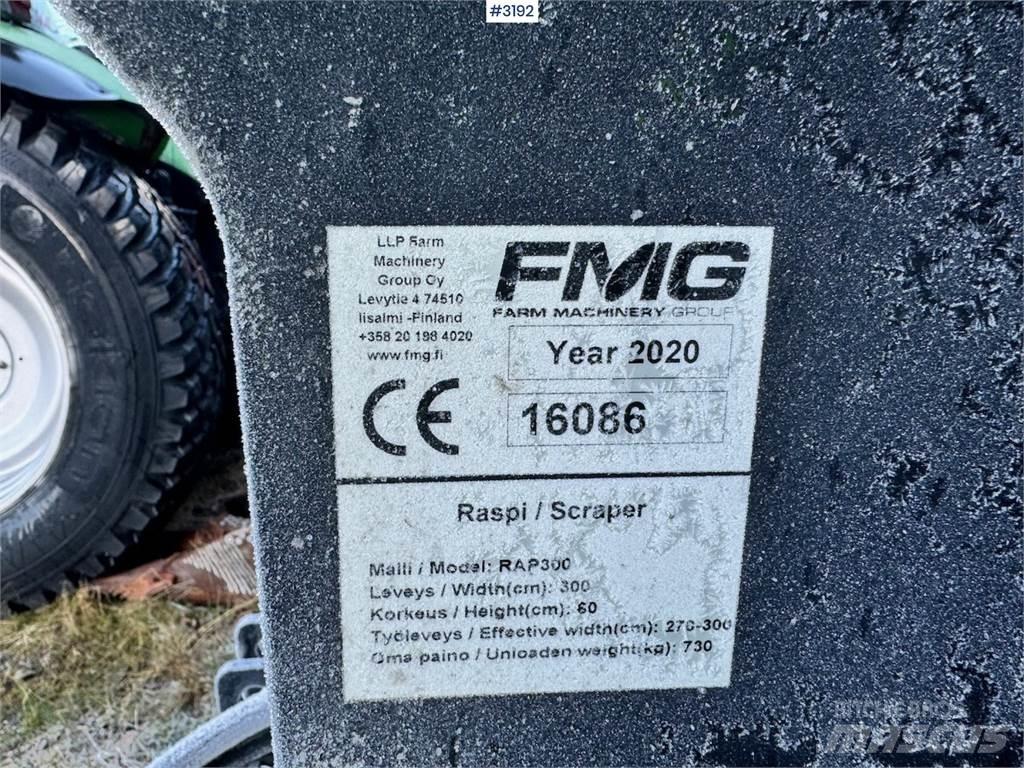 #3192
LLP Farm
Machinery
Group Oy
Levytie 4 74510
Iisalmi -Finland
+358 20 198 4020
www.fmg.fi
FMG
FARM MACHINERY GROUP
Year 2020
CE 16086
Raspi / Scraper
Malli / Model: RAP300
Leveys / Width(cm): 300
Korkeus / Height(cm): 60
Työleveys / Effective width(cm): 276-300
Oma paino / Unloaden weight(kg): 730
MASCUS